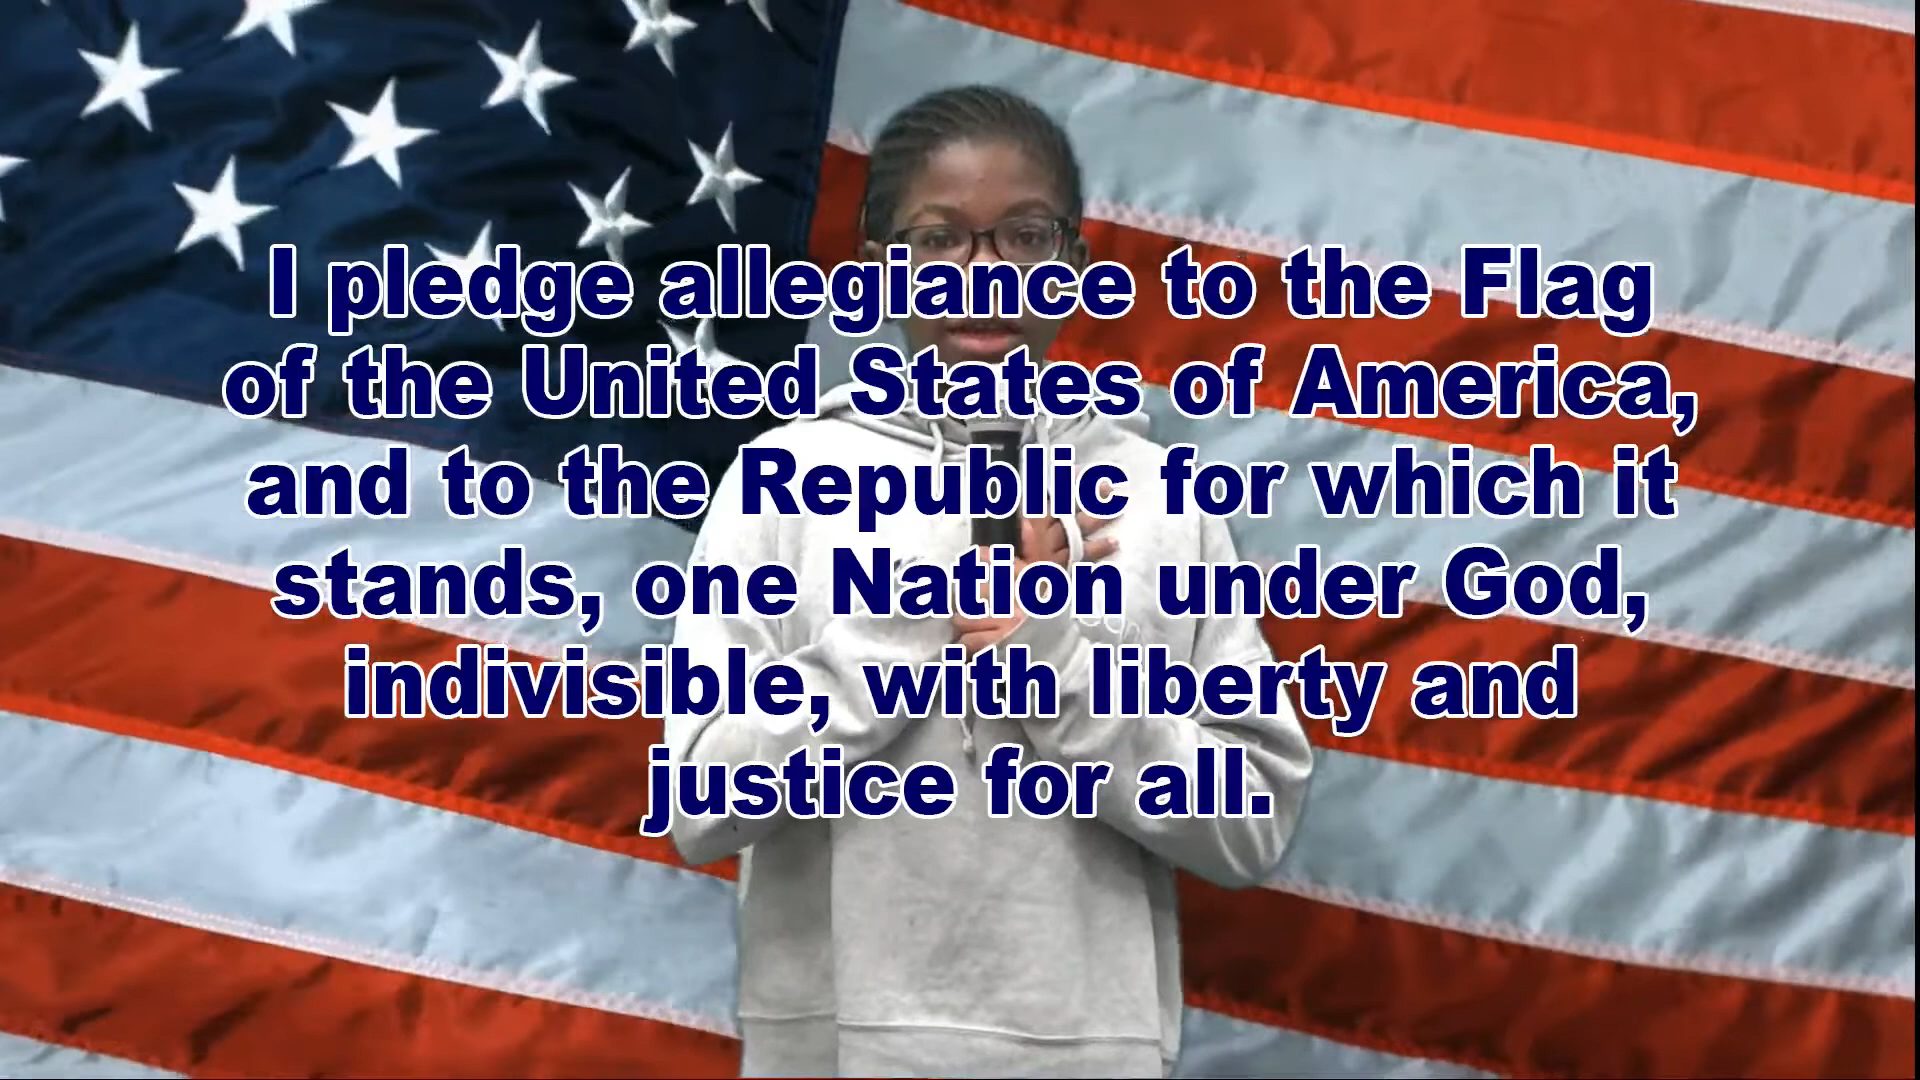 I pledge allegiance to the Flag
of the United States of America,
and to the Republic for which it
stands, one Nation under God,
indivisible, with liberty and
justice for all.